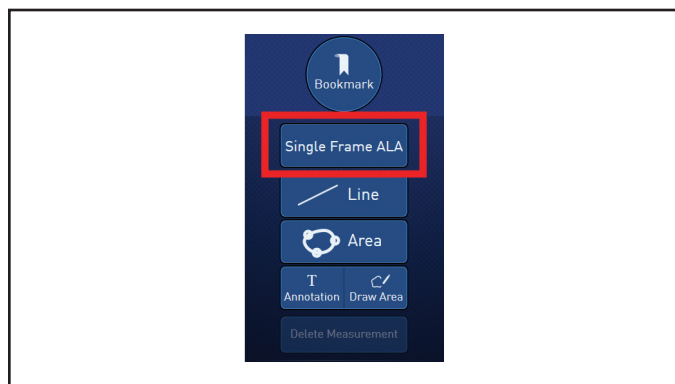 Bookmark
Single Frame ALA
Line
Area
T
Annotation Draw Area
Delete Measurement